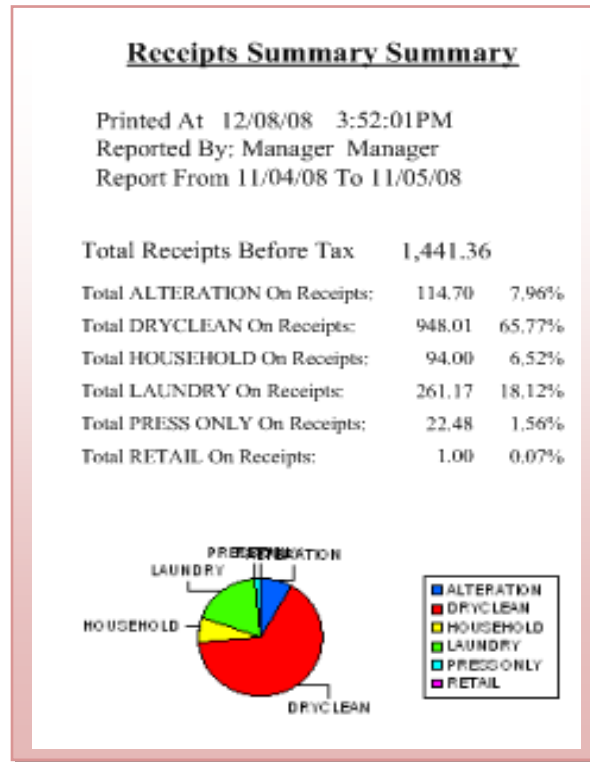 Receipts Summary Summary
Printed At 12/08/08 3:52:01PM
Reported By: Manager Manager
Report From 11/04/08 To 11/05/08
Total Receipts Before Tax 1,441.36
Total ALTERATION On Receipts: 114.70 7.96%
Total DRYCLEAN On Receipts: 948.01 65.77%
Total HOUSEHOLD On Receipts: 94.00 6.52%
Total LAUNDRY On Receipts: 261.17 18.12%
Total PRESS ONLY On Receipts: 22.48 1.56%
Total RETAIL On Receipts: 1.00 0.07%
LAUNDRY
HOUSEHOLD
DRYCLEAN
ALTERATION
DRYCLEAN
HOUSEHOLD
LAUNDRY
PRESS ONLY
RETAIL